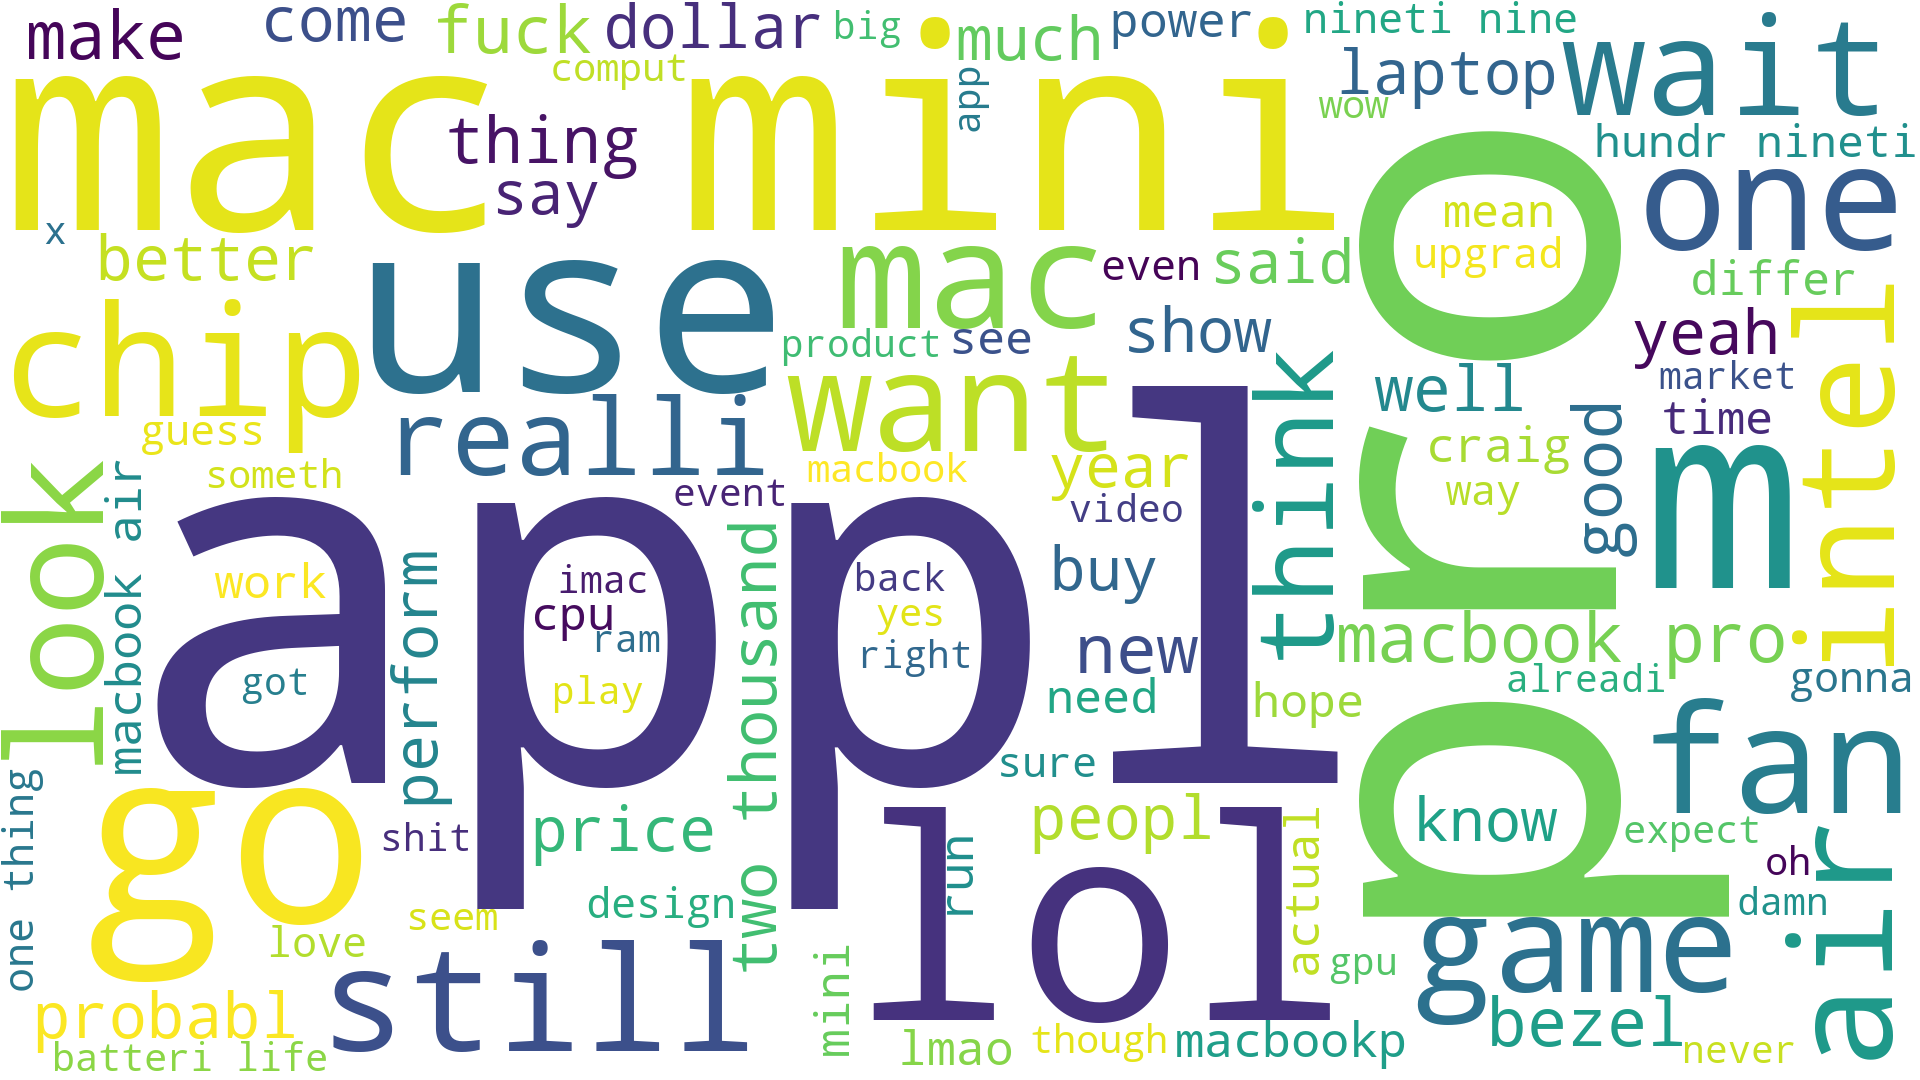 make
come
fuck
dollar
big
much
power
nineti nine
comput
app
laptop
wait
mac mini
wow
thing
say
hundr nineti
one
x
better
use
mac
even
said
mean
upgrad
differ
chip
product
see
show
pro
yeah
intel
guess
realli
want
think
well
market
time
look
macbook air
someth
macbook
year
craig
way
good
m
event
video
appl
work
perform
imac
cpu
ram
two thousand
back
yes
right
buy
new
macbook pro
got
play
need
hope
alreadi
gonna
one thing
go
sure
fan
shit
price
lol
run
peopl
actual
know
expect
oh
air
seem
design
damn
love
still
mini
gpu
game
probabl
batteri life
lmao
though
macbookp
bezel
never